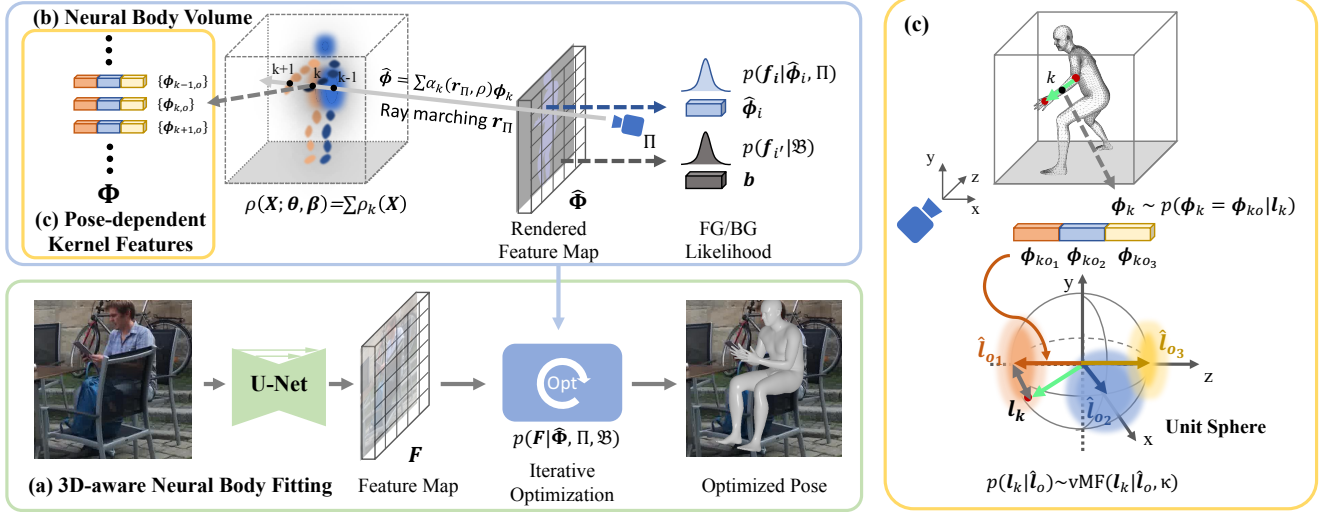 (b) Neural Body Volume
{ϕ_{k-1,o}}
{ϕ_{k,o}}
{ϕ_{k+1,o}}
Φ
(c) Pose-dependent
Kernel Features
k+1
k
k-1
ρ(X; θ, β)=∑ρ_k(X)
ϕ̂ = ∑α_k(r_Π, ρ)ϕ_k
Ray marching r_Π
Π
Φ̂
Rendered
Feature Map
p(f_i|ϕ̂_i, Π)
ϕ̂_i
p(f_{i'}|𝔅)
b
FG/BG
Likelihood
U-Net
F
Feature Map
Opt
p(F|Φ̂, Π, 𝔅)
Iterative
Optimization
Optimized Pose
(a) 3D-aware Neural Body Fitting
(c)
k
y
z
x
ϕ_k ~ p(ϕ_k = ϕ_{ko}|l_k)
ϕ_{ko_1} ϕ_{ko_2} ϕ_{ko_3}
y
l̂_{o_1}
l̂_{o_3}
z
l_k
l̂_{o_2}
x
Unit Sphere
p(l_k|l̂_o)~vMF(l_k|l̂_o, κ)